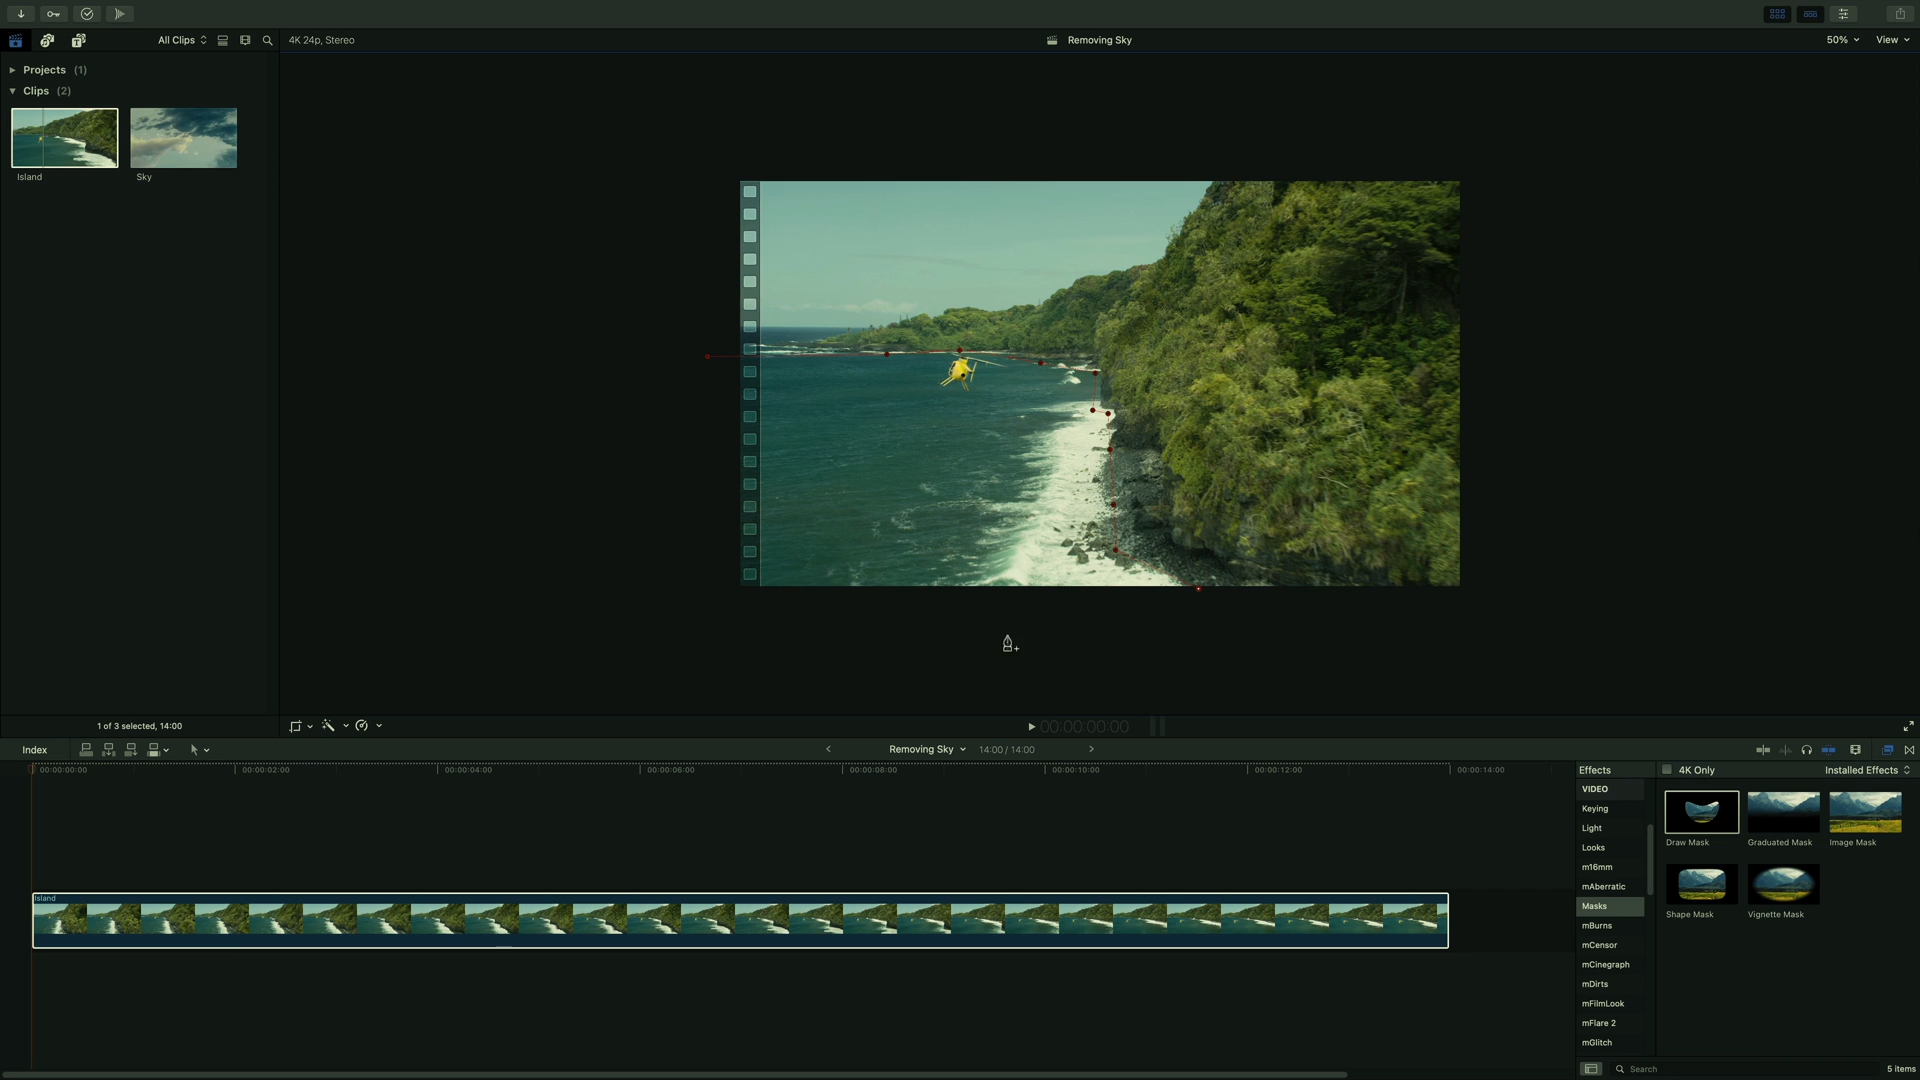 All Clips
4K 24p, Stereo
Removing Sky
50%
View
Projects (1)
Clips (2)
Island
Sky
1 of 3 selected, 14:00
00:00:00:00
Index
Removing Sky
14:00 / 14:00
00:00:00:00
00:00:02:00
00:00:04:00
00:00:06:00
00:00:08:00
00:00:10:00
00:00:12:00
00:00:14:00
Island
Effects
4K Only
Installed Effects
VIDEO
Keying
Light
Looks
m16mm
mAberratic
Masks
mBurns
mCensor
mCinegraph
mDirts
mFilmLook
mFlare 2
mGlitch
Draw Mask
Graduated Mask
Image Mask
Shape Mask
Vignette Mask
Search
5 items